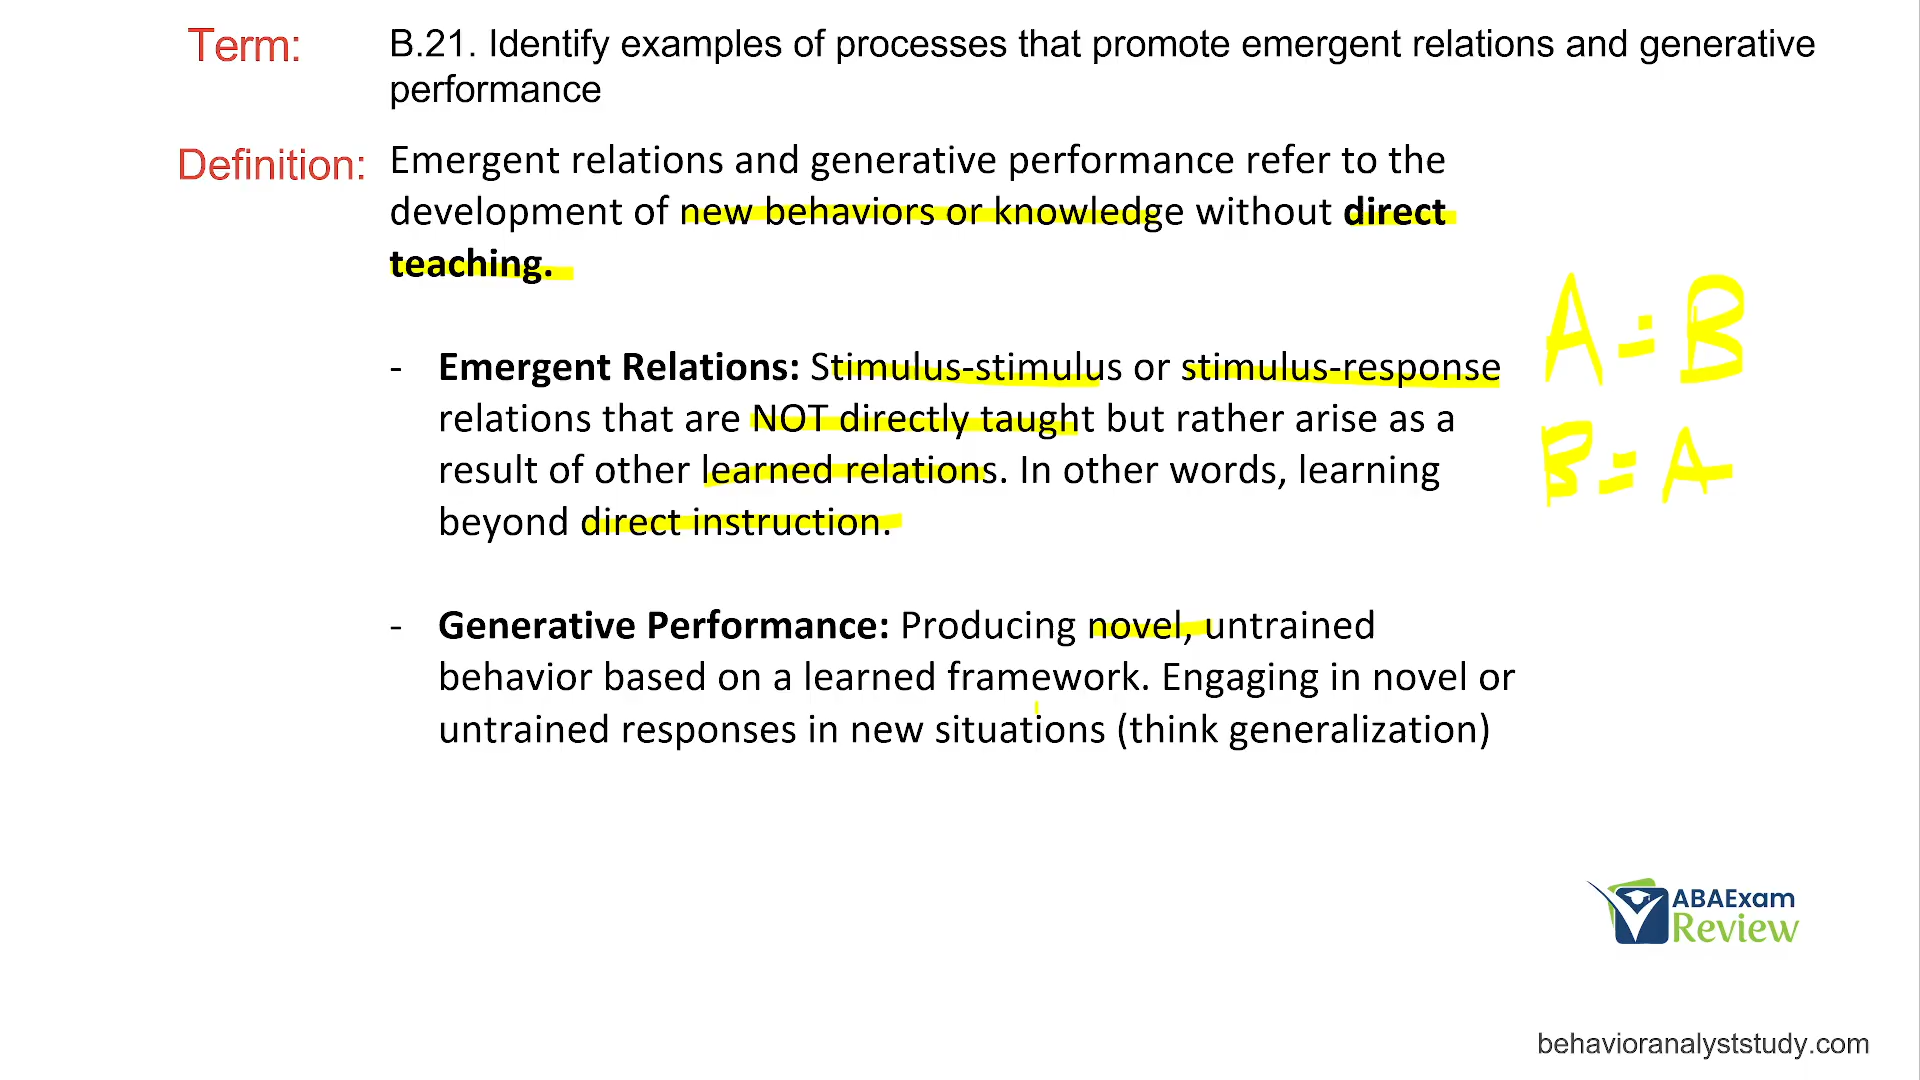 Term: B.21. Identify examples of processes that promote emergent relations and generative
performance
Definition: Emergent relations and generative performance refer to the
development of new behaviors or knowledge without direct
teaching.
- Emergent Relations: Stimulus-stimulus or stimulus-response
relations that are NOT directly taught but rather arise as a
result of other learned relations. In other words, learning
beyond direct instruction.
A = B
B = A
- Generative Performance: Producing novel, untrained
behavior based on a learned framework. Engaging in novel or
untrained responses in new situations (think generalization)
ABAExam
Review
behavioranalyststudy.com